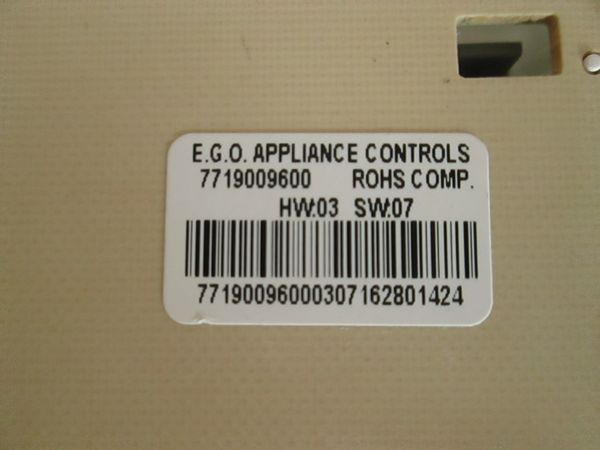 E.G.O. APPLIANCE CONTROLS
7719009600 ROHS COMP.
HW:03 SW:07
77190096000307162801424